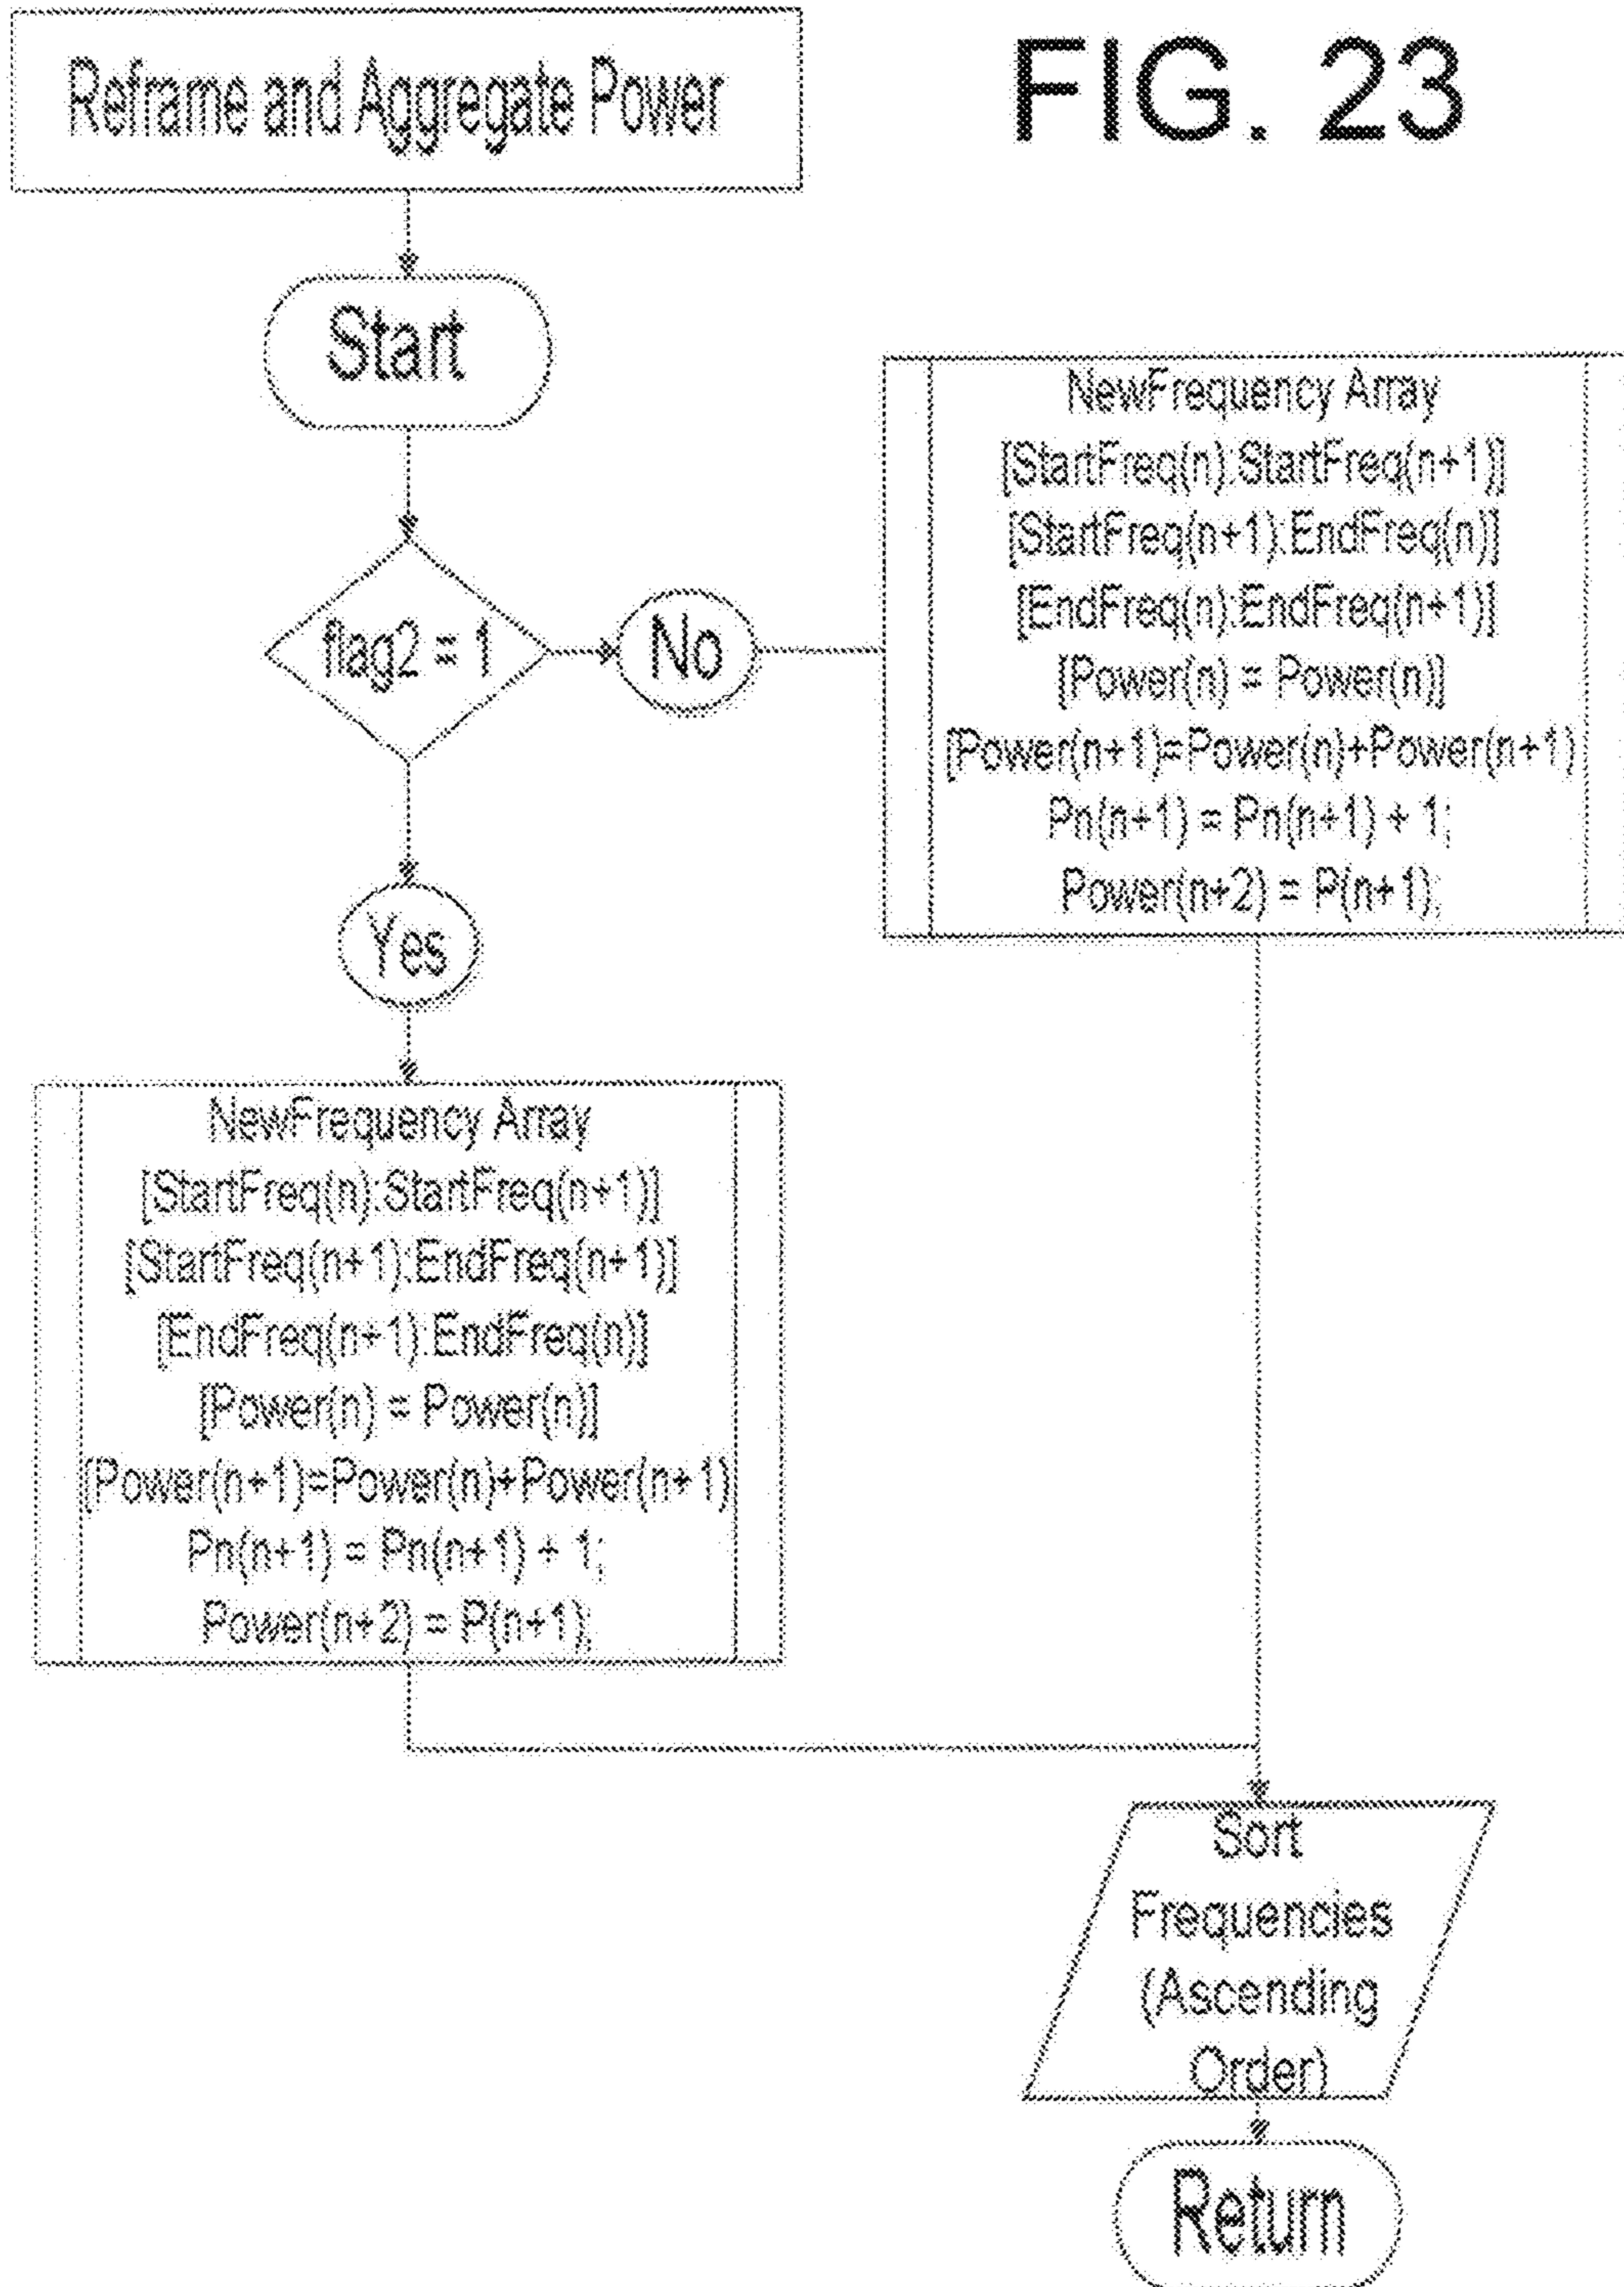 Reframe and Aggregate Power
FIG. 23
Start
flag2 = 1
No
NewFrequency Array
[StartFreq(n):StartFreq(n+1)]
[StartFreq(n+1):EndFreq(n)]
[EndFreq(n):EndFreq(n+1)]
[Power(n) = Power(n)]
[Power(n+1)=Power(n)+Power(n+1)
Pn(n+1) = Pn(n+1) + 1;
Power(n+2) = P(n+1);
Yes
NewFrequency Array
[StartFreq(n):StartFreq(n+1)]
[StartFreq(n+1):EndFreq(n+1)]
[EndFreq(n+1):EndFreq(n)]
[Power(n) = Power(n)]
[Power(n+1)=Power(n)+Power(n+1)
Pn(n+1) = Pn(n+1) + 1;
Power(n+2) = P(n+1);
Sort
Frequencies
(Ascending
Order)
Return